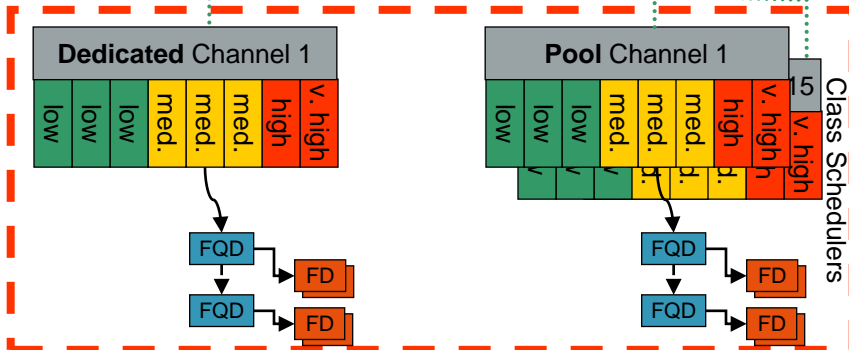 Dedicated Channel 1
low
low
low
med.
med.
med.
high
v. high
FQD
FD
FQD
FD
Pool Channel 1
15
low
low
low
med.
med.
med.
high
v. high
v. high
FQD
FD
FQD
FD
Class Schedulers